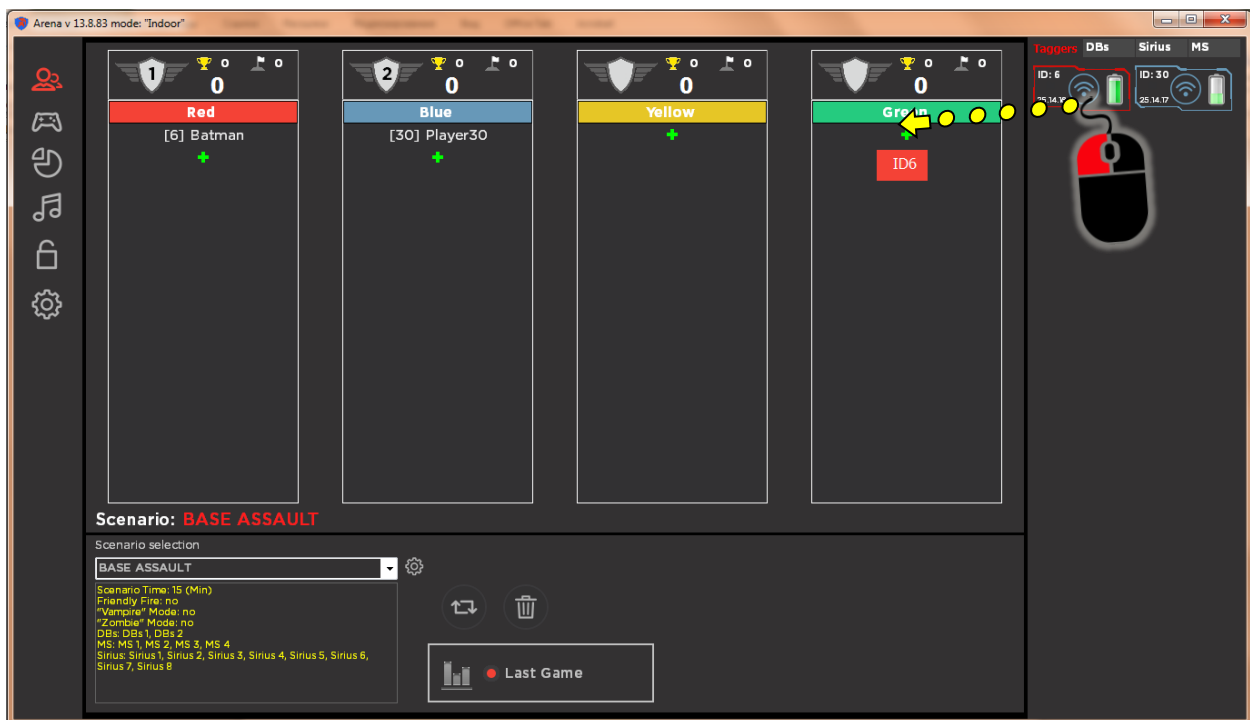 Arena v 13.8.83 mode: "Indoor"
Taggers DBs Sirius MS
1 0 0
0
Red
[6] Batman
2 0 0
0
Blue
[30] Player30
0 0
0
Yellow
0 0
0
Green
ID6
ID: 6
ID: 30
25.14.17
Scenario: BASE ASSAULT
Scenario selection
BASE ASSAULT
Scenario Time: 15 (Min)
Friendly Fire: no
"Vampire" Mode: no
"Zombie" Mode: no
DBs: DBs 1, DBs 2
MS: MS 1, MS 2, MS 3, MS 4
Sirius: Sirius 1, Sirius 2, Sirius 3, Sirius 4, Sirius 5, Sirius 6,
Sirius 7, Sirius 8
Last Game